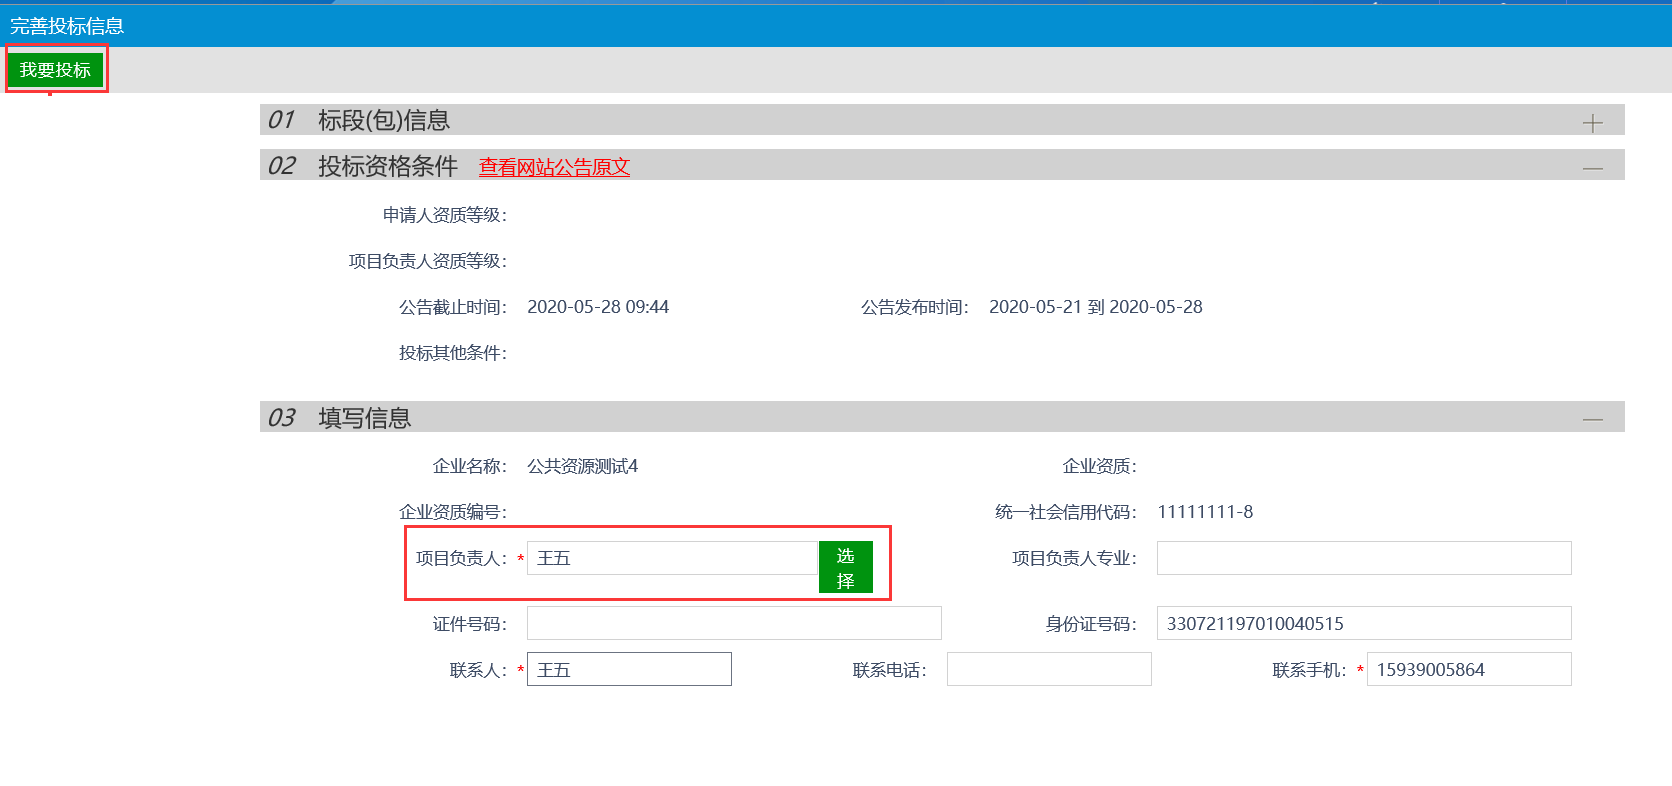 完善投标信息
我要投标
01 标段(包)信息
02 投标资格条件 查看网站公告原文
申请人资质等级：
项目负责人资质等级：
公告截止时间： 2020-05-28 09:44 公告发布时间： 2020-05-21 到 2020-05-28
投标其他条件：
03 填写信息
企业名称： 公共资源测试4 企业资质：
企业资质编号： 统一社会信用代码： 11111111-8
项目负责人：* 王五 选择 项目负责人专业：
证件号码： 身份证号码： 330721197010040515
联系人：* 王五 联系电话： 联系手机：* 15939005864